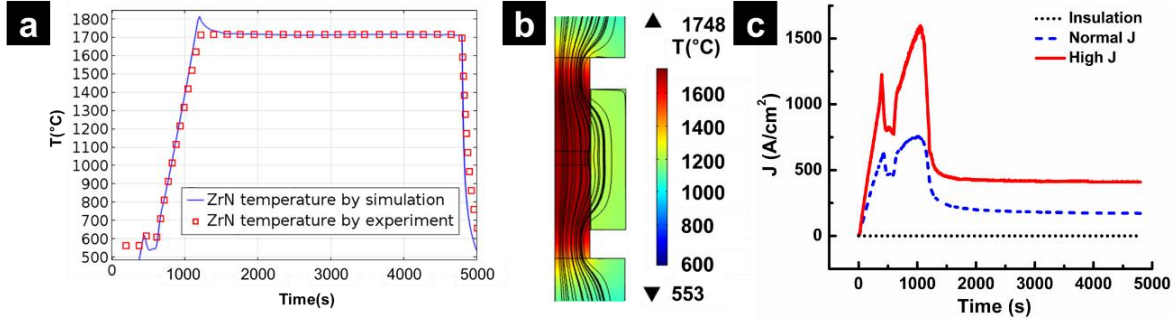 a
T(°C)
1800
1700
1600
1500
1400
1300
1200
1100
1000
900
800
700
600
500
ZrN temperature by simulation
ZrN temperature by experiment
0 1000 2000 3000 4000 5000
Time(s)
b
▲ 1748
T(°C)
1600
1400
1200
1000
800
600
▼ 553
c
Insulation
Normal J
High J
J (A/cm²)
1500
1000
500
0
0 1000 2000 3000 4000 5000
Time (s)